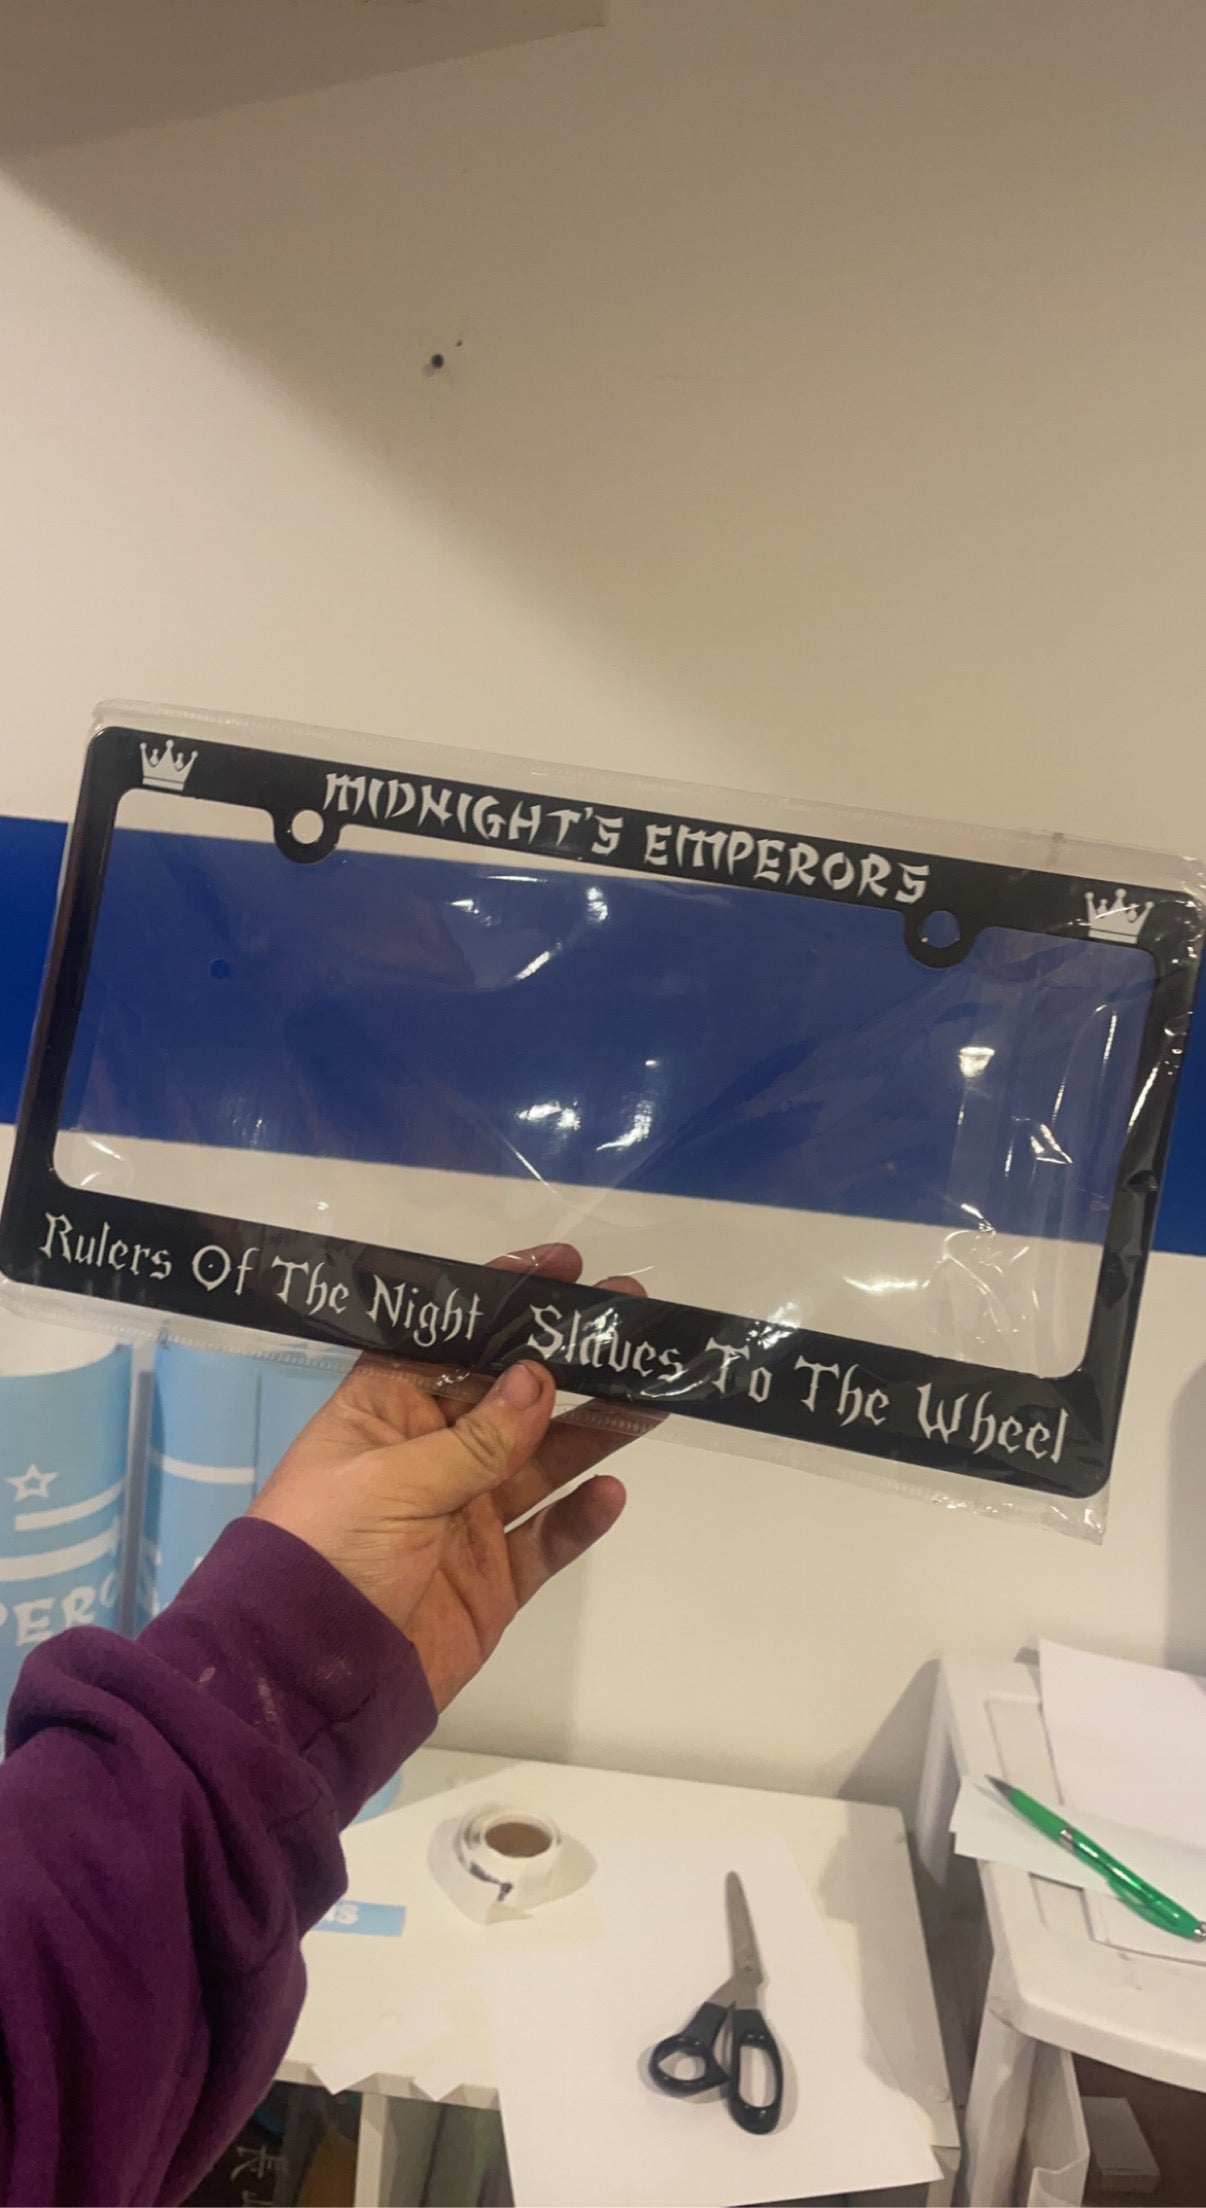 MIDNIGHT'S EMPERORS
Rulers Of The Night Slaves To The Wheel